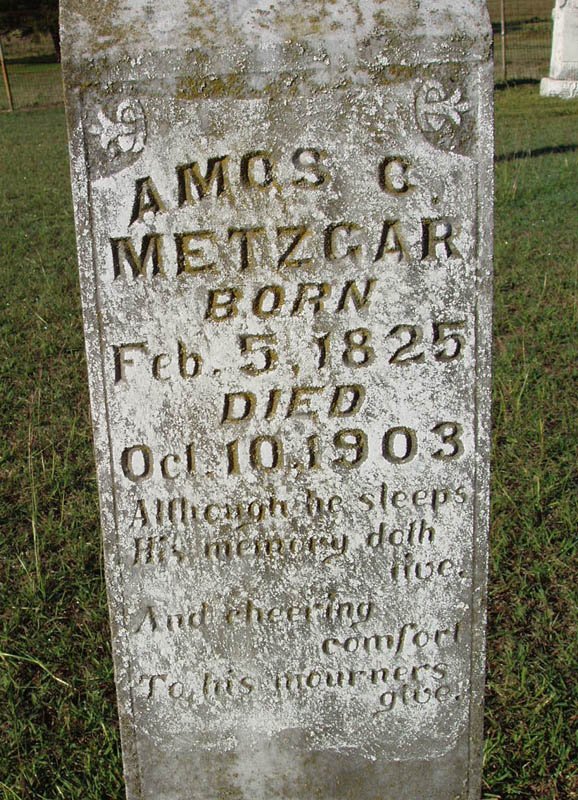 AMOS C.
METZGAR
BORN
Feb. 5, 1825
DIED
Oct. 10, 1903
Although he sleeps
His memory doth
live.
And cheering
comfort
To his mourners
give.